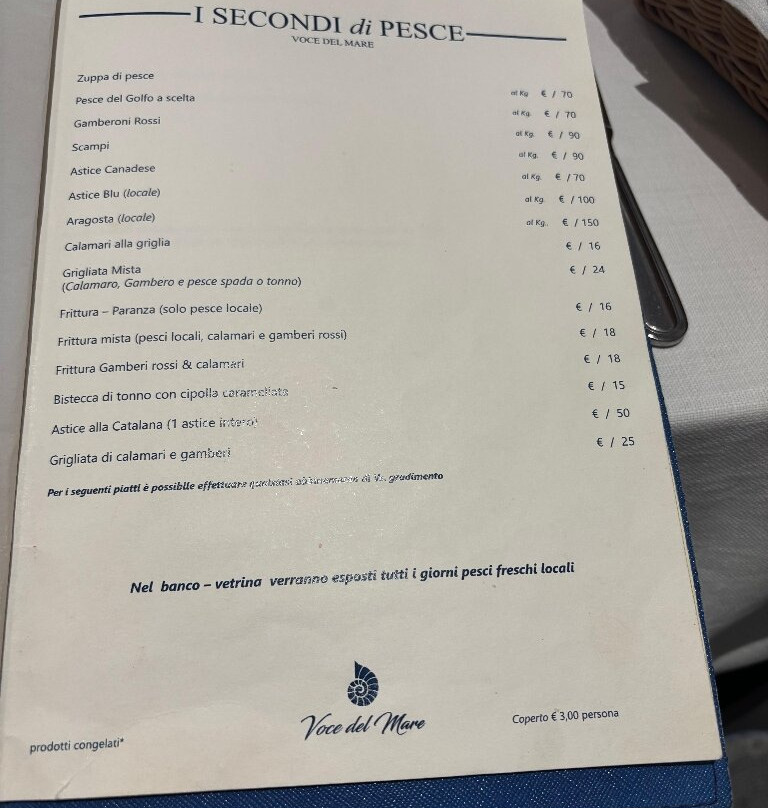 I SECONDI di PESCE
VOCE DEL MARE
Zuppa di pesce al Kg € / 70
Pesce del Golfo a scelta al Kg. € / 70
Gamberoni Rossi al Kg. € / 90
Scampi al Kg. € / 90
Astice Canadese al Kg. € / 70
Astice Blu (locale) al Kg. € / 100
Aragosta (locale) al Kg. € / 150
Calamari alla griglia € / 16
Grigliata Mista € / 24
(Calamaro, Gambero e pesce spada o tonno)
Frittura – Paranza (solo pesce locale) € / 16
Frittura mista (pesci locali, calamari e gamberi rossi) € / 18
Frittura Gamberi rossi & calamari € / 18
Bistecca di tonno con cipolla caramellata € / 15
Astice alla Catalana (1 astice intero) € / 50
Grigliata di calamari e gamberi € / 25
Per i seguenti piatti è possibile effettuare qualsiasi di Vs. gradimento
Nel banco – vetrina verranno esposti tutti i giorni pesci freschi locali
Voce del Mare
Coperto € 3,00 persona
prodotti congelati*